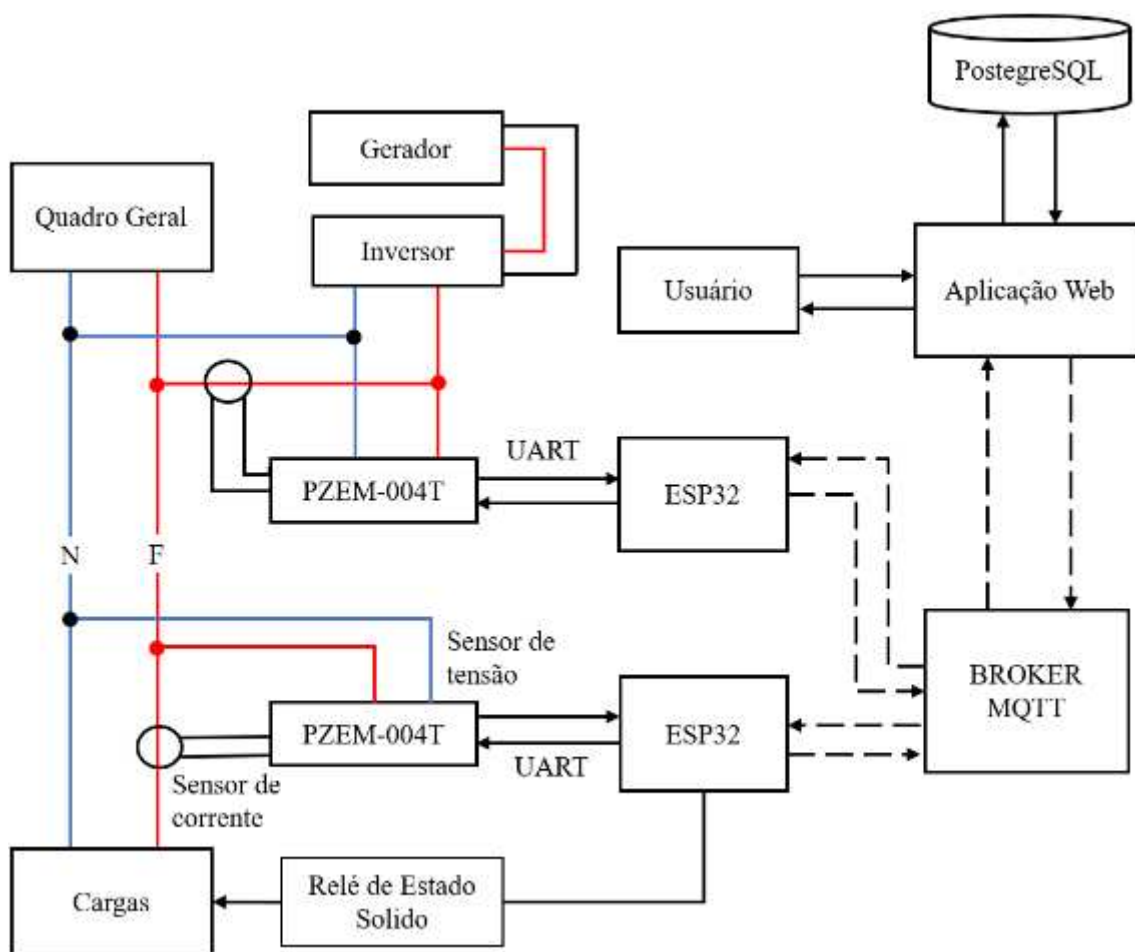 PostegreSQL
Gerador
Quadro Geral
Inversor
Usuário
Aplicação Web
UART
PZEM-004T
ESP32
N
F
Sensor de
tensão
BROKER
MQTT
PZEM-004T
ESP32
UART
Sensor de
corrente
Relé de Estado
Solido
Cargas